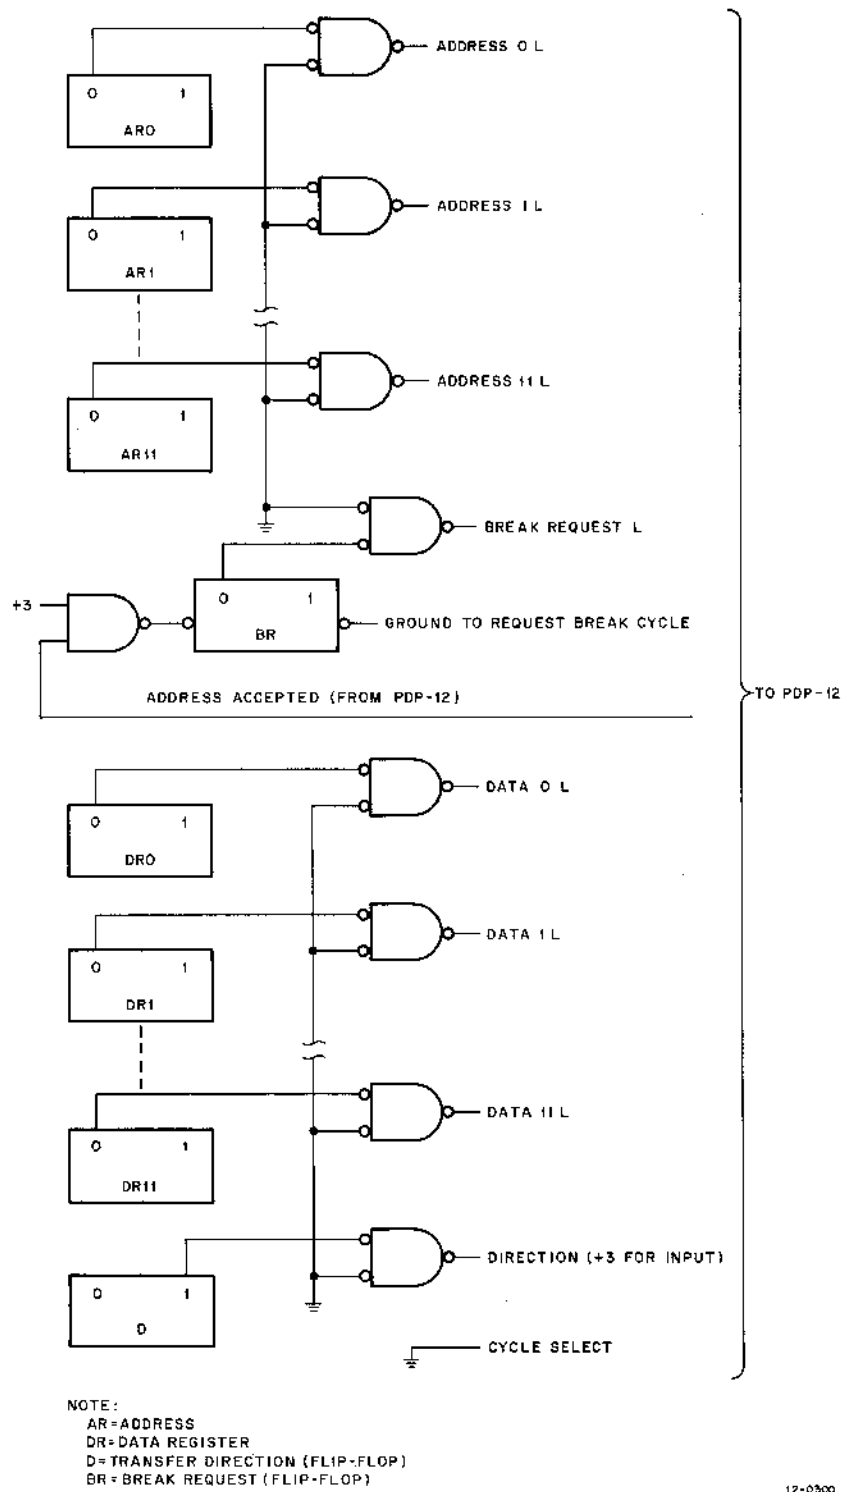 ADDRESS 0 L
0 1
AR0
ADDRESS 1 L
0 1
AR1
ADDRESS 11 L
0 1
AR11
BREAK REQUEST L
+3
0 1
BR
GROUND TO REQUEST BREAK CYCLE
ADDRESS ACCEPTED (FROM PDP-12)
TO PDP-12
DATA 0 L
0 1
DR0
DATA 1 L
0 1
DR1
DATA 11 L
0 1
DR11
DIRECTION (+3 FOR INPUT)
0 1
D
CYCLE SELECT
NOTE:
AR=ADDRESS
DR=DATA REGISTER
D=TRANSFER DIRECTION (FLIP-FLOP)
BR=BREAK REQUEST (FLIP-FLOP)
12-0300